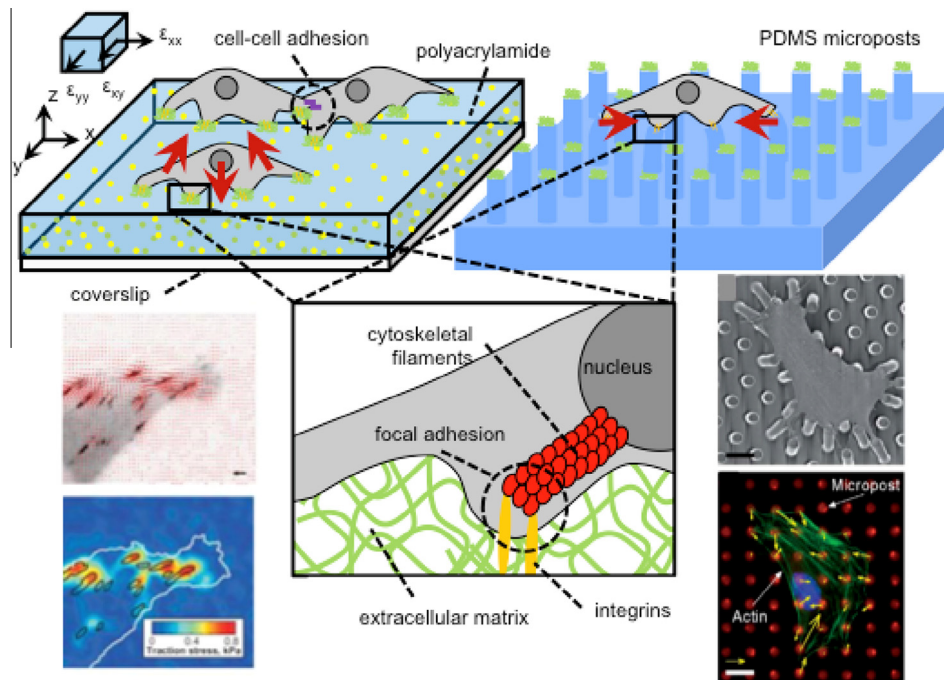 εxx
cell-cell adhesion
polyacrylamide
PDMS microposts
εyy
εxy
z
x
y
coverslip
cytoskeletal
filaments
nucleus
focal adhesion
extracellular matrix
integrins
0
0.4
0.8
Traction stress, kPa
Micropost
Actin